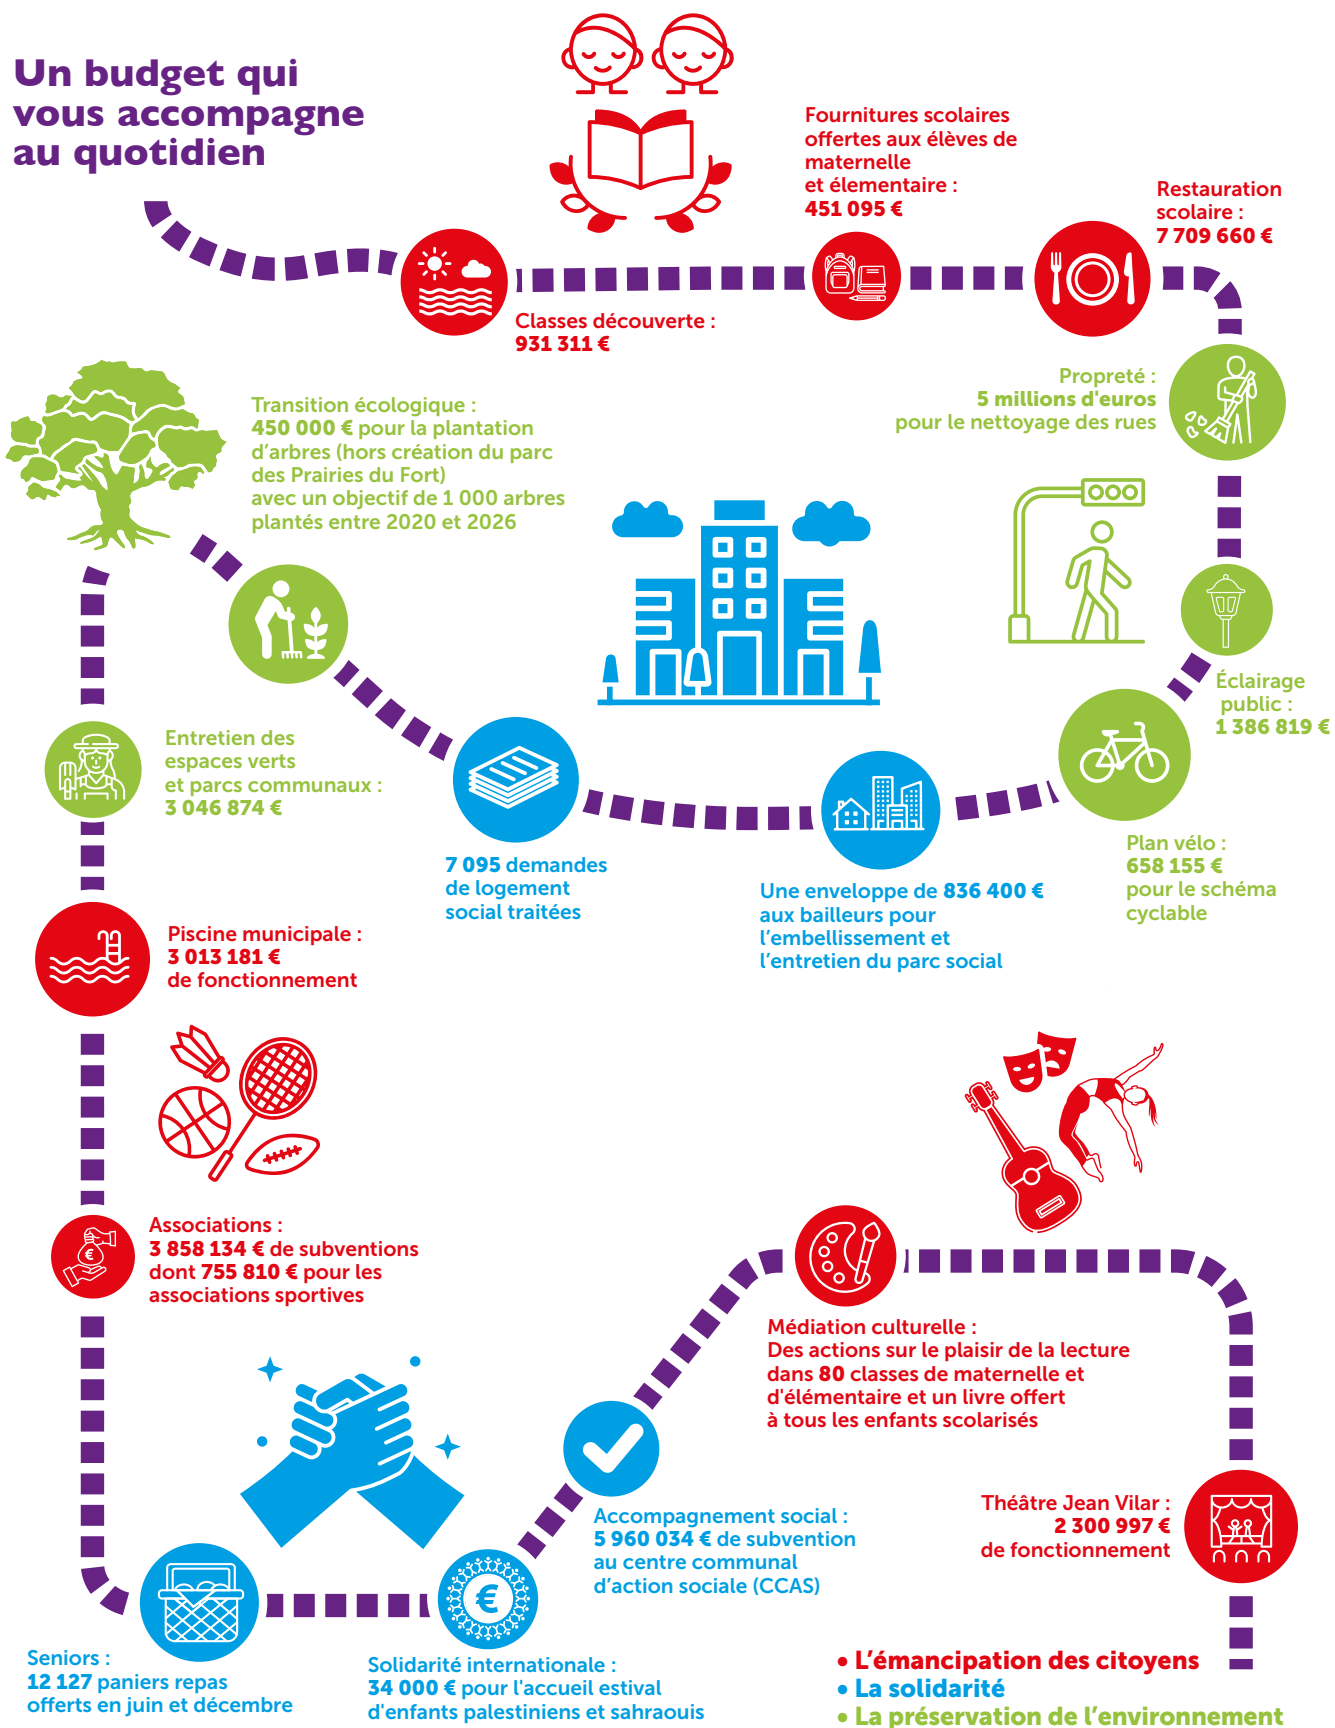 Un budget qui
vous accompagne
au quotidien
Fournitures scolaires
offertes aux élèves de
maternelle
et élementaire :
451 095 €
Restauration
scolaire :
7 709 660 €
Classes découverte :
931 311 €
Propreté :
5 millions d'euros
pour le nettoyage des rues
Transition écologique :
450 000 € pour la plantation
d’arbres (hors création du parc
des Prairies du Fort)
avec un objectif de 1 000 arbres
plantés entre 2020 et 2026
Éclairage
public :
1 386 819 €
Entretien des
espaces verts
et parcs communaux :
3 046 874 €
Plan vélo :
658 155 €
pour le schéma
cyclable
7 095 demandes
de logement
social traitées
Une enveloppe de 836 400 €
aux bailleurs pour
l’embellissement et
l’entretien du parc social
Piscine municipale :
3 013 181 €
de fonctionnement
Associations :
3 858 134 € de subventions
dont 755 810 € pour les
associations sportives
€
Médiation culturelle :
Des actions sur le plaisir de la lecture
dans 80 classes de maternelle et
d'élémentaire et un livre offert
à tous les enfants scolarisés
Accompagnement social :
5 960 034 € de subvention
au centre communal
d’action sociale (CCAS)
Théâtre Jean Vilar :
2 300 997 €
de fonctionnement
€
Seniors :
12 127 paniers repas
offerts en juin et décembre
Solidarité internationale :
34 000 € pour l'accueil estival
d'enfants palestiniens et sahraouis
• L’émancipation des citoyens
• La solidarité
• La préservation de l’environnement